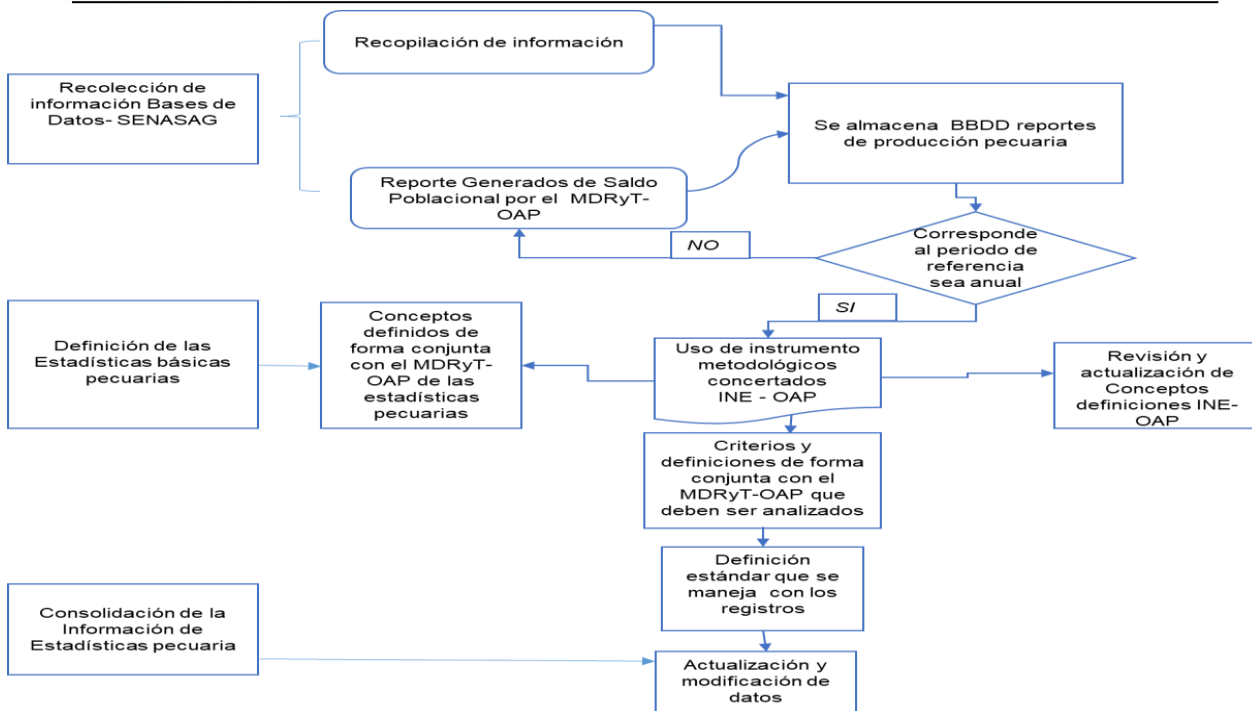 Recopilación de información
Recolección de
información Bases de
Datos- SENASAG
Se almacena BBDD reportes
de producción pecuaria
Reporte Generados de Saldo
Poblacional por el MDRyT-
OAP
NO
Corresponde
al periodo de
referencia
sea anual
SI
Definición de las
Estadísticas básicas
pecuarias
Conceptos
definidos de
forma conjunta
con el MDRyT-
OAP de las
estadísticas
pecuarias
Uso de instrumento
metodológicos
concertados
INE - OAP
Revisión y
actualización de
Conceptos
definiciones INE-
OAP
Criterios y
definiciones de forma
conjunta con el
MDRyT-OAP que
deben ser analizados
Definición
estándar que se
maneja con los
registros
Consolidación de la
Información de
Estadísticas pecuaria
Actualización y
modificación de
datos